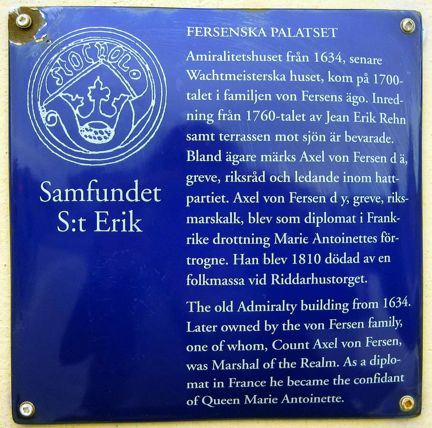 FERSENSKA PALATSET
Amiralitetshuset från 1634, senare
Wachtmeisterska huset, kom på 1700-
talet i familjen von Fersens ägo. Inred-
ning från 1760-talet av Jean Erik Rehn
samt terrassen mot sjön är bevarade.
Bland ägare märks Axel von Fersen d ä,
greve, riksråd och ledande inom hatt-
partiet. Axel von Fersen d y, greve, riks-
marskalk, blev som diplomat i Frank-
rike drottning Marie Antoinettes för-
trogne. Han blev 1810 dödad av en
folkmassa vid Riddarhustorget.
The old Admiralty building from 1634.
Later owned by the von Fersen family,
one of whom, Count Axel von Fersen,
was Marshal of the Realm. As a diplo-
mat in France he became the confidant
of Queen Marie Antoinette.
Samfundet
S:t Erik